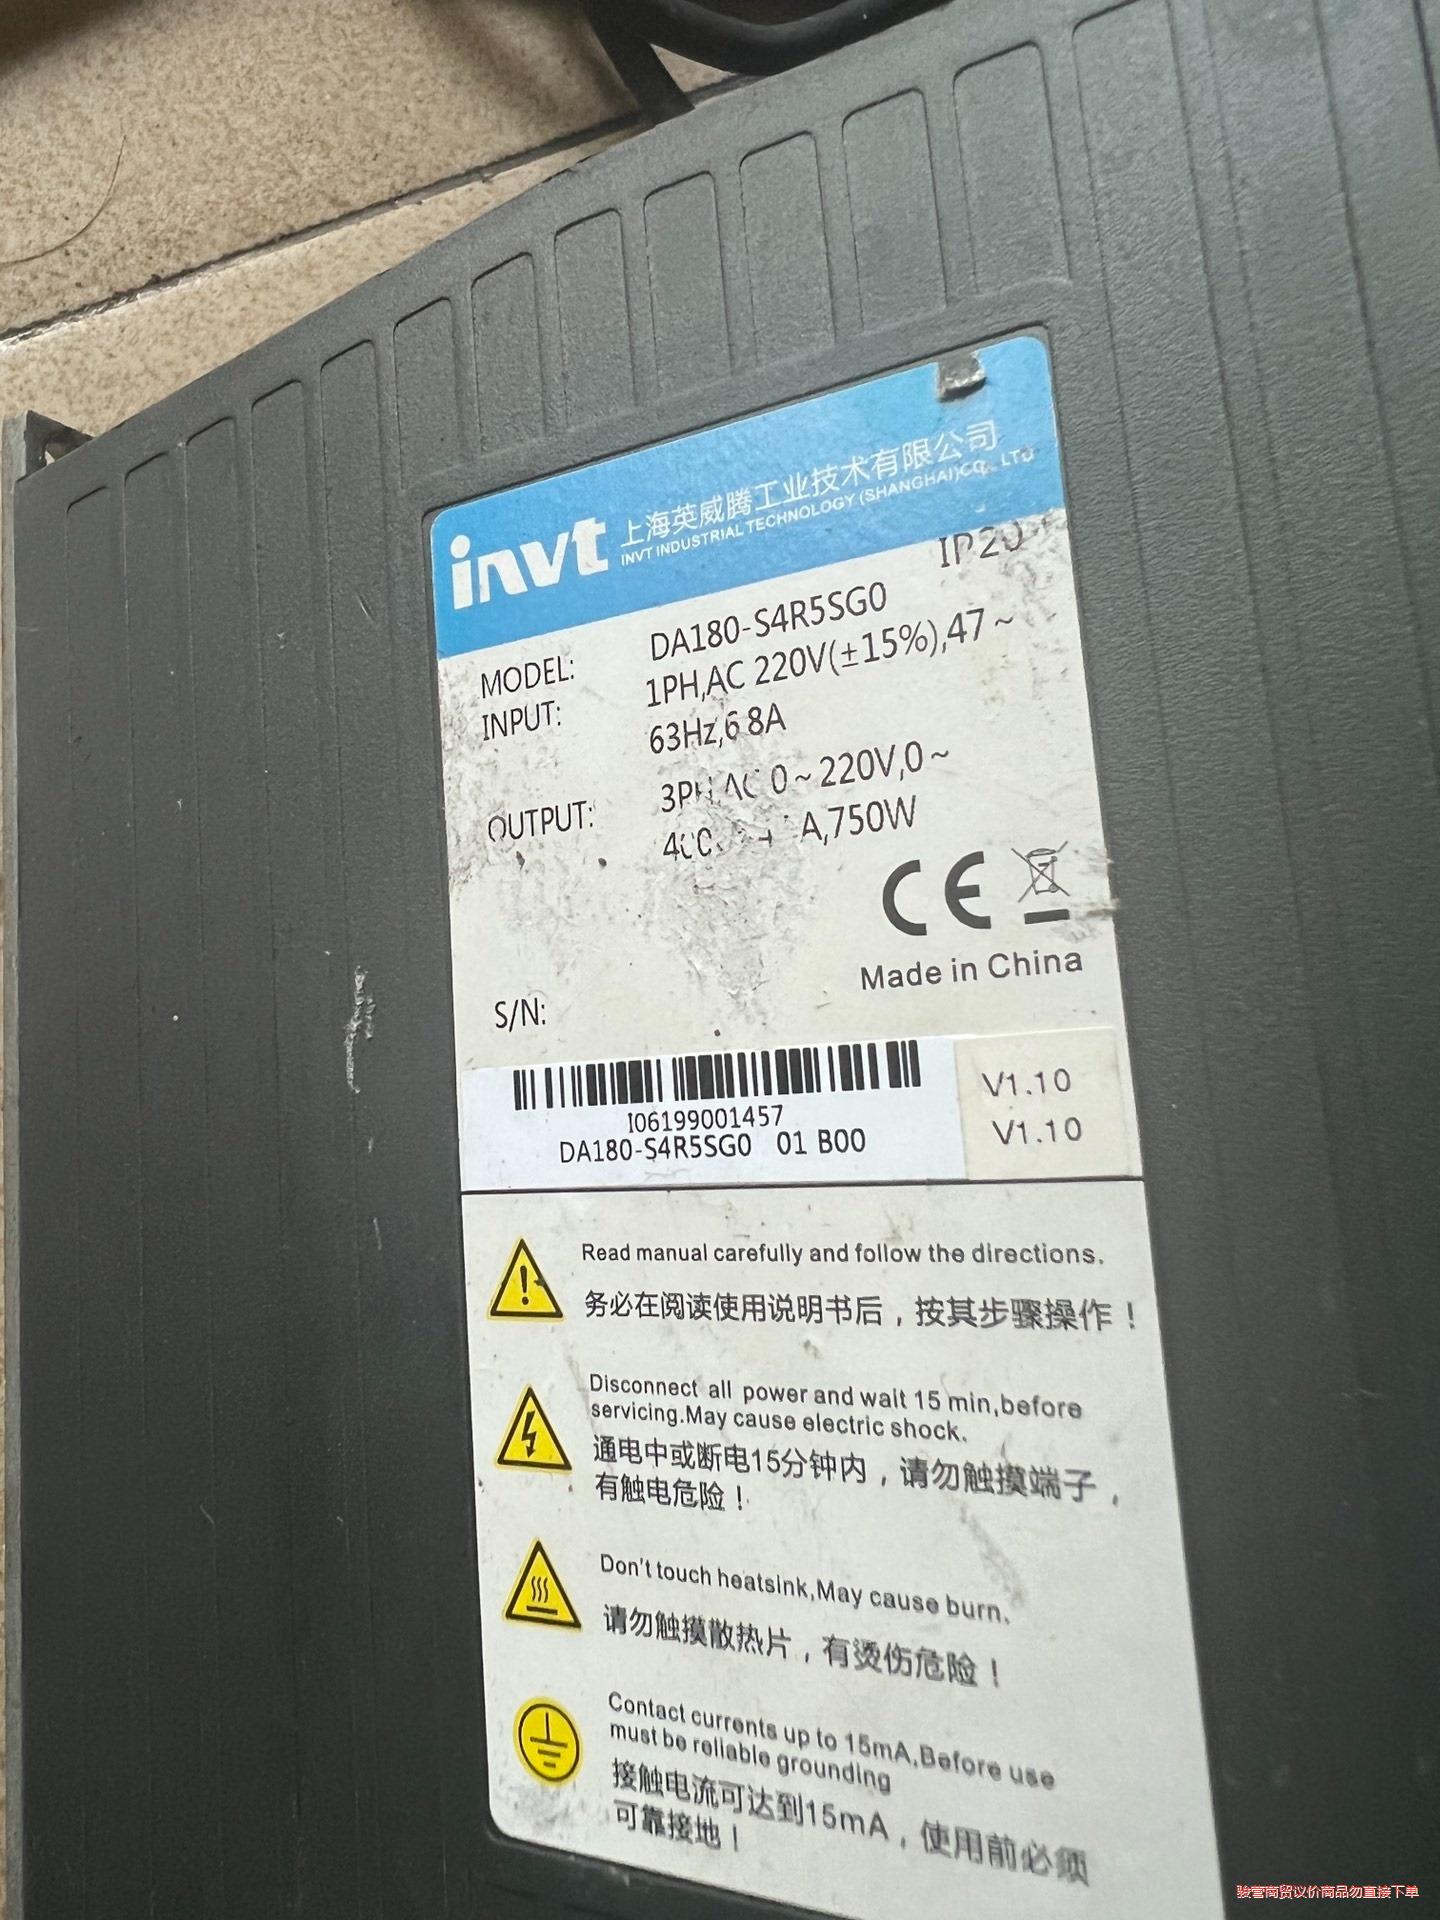 invt 上海英威腾工业技术有限公司
INVT INDUSTRIAL TECHNOLOGY (SHANGHAI)CO., LTD
IP20
MODEL: DA180-S4R5SG0
INPUT: 1PH,AC 220V(±15%),47~
63Hz,6.8A
OUTPUT: 3PH,AC 0~220V,0~
A,750W
CE
Made in China
S/N:
I06199001457
DA180-S4R5SG0 01 B00
V1.10
V1.10
Read manual carefully and follow the directions.
务必在阅读使用说明书后，按其步骤操作！
Disconnect all power and wait 15 min,before
servicing.May cause electric shock.
通电中或断电15分钟内，请勿触摸端子，
有触电危险！
Don't touch heatsink,May cause burn.
请勿触摸散热片，有烫伤危险！
Contact currents up to 15mA,Before use
must be reliable grounding
接触电流可达到15mA，使用前必须
可靠接地！
骏营商贸议价商品勿直接下单